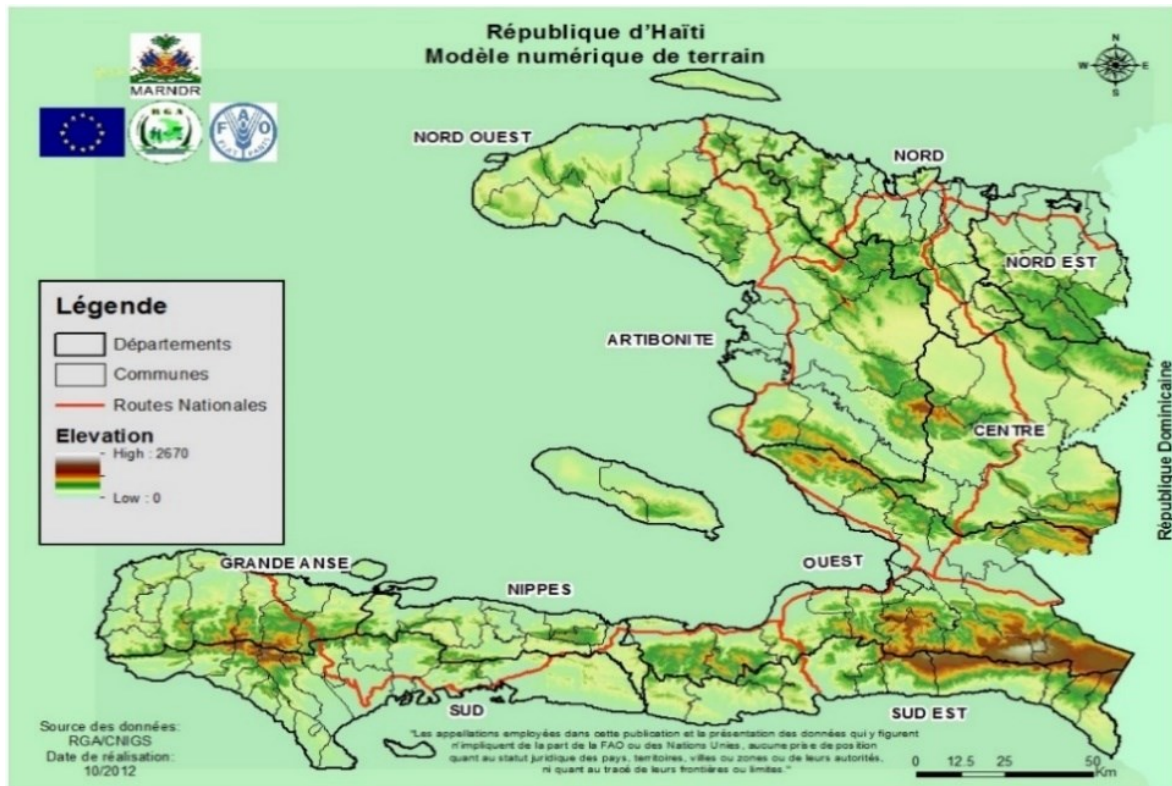 République d'Haïti
Modèle numérique de terrain
MARNDR
RGA
FAO
FIAT PANIS
N
W
E
S
NORD OUEST
NORD
NORD EST
ARTIBONITE
CENTRE
République Dominicaine
Légende
Départements
Communes
Routes Nationales
Elevation
High : 2670
Low : 0
GRANDE ANSE
NIPPES
OUEST
SUD
SUD EST
Source des données:
RGA/CNIGS
Date de réalisation:
10/2012
"Les appellations employées dans cette publication et la présentation des données qui y figurent
n'impliquent de la part de la FAO ou des Nations Unies, aucune prise de position
quant au statut juridique des pays, territoires, villes ou zones ou de leurs autorités,
ni quant au tracé de leurs frontières ou limites."
0 12.5 25 50
Km